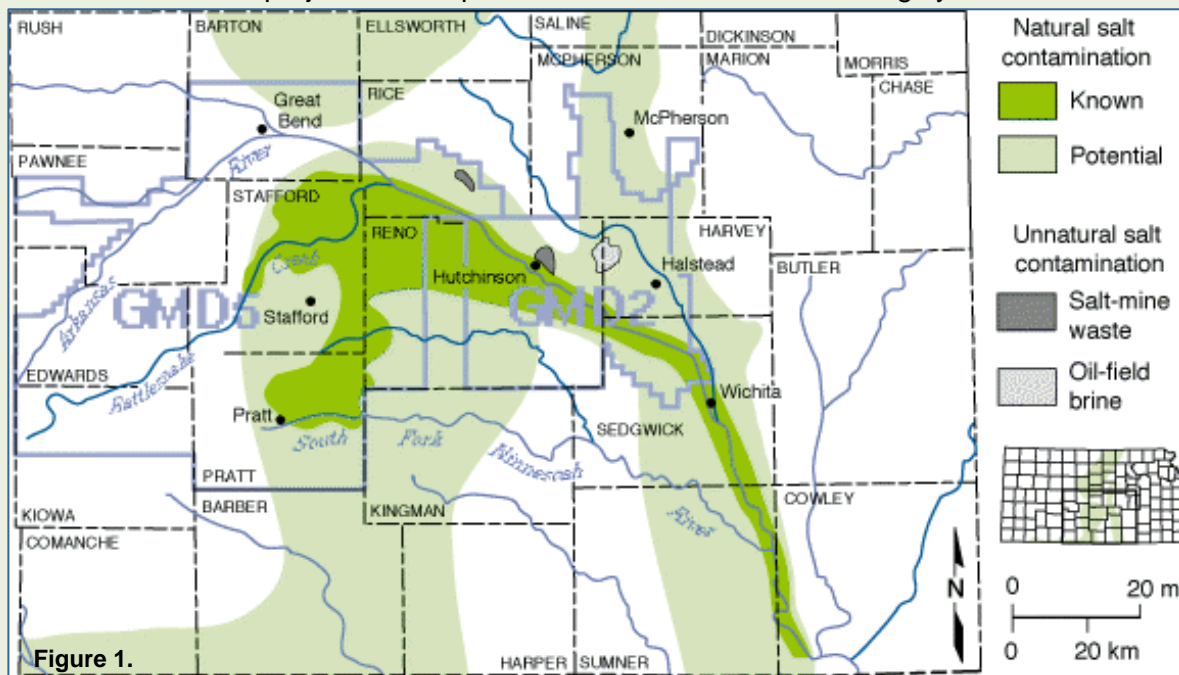 RUSH
BARTON
ELLSWORTH
SALINE
DICKINSON
MCPHERSON
MARION
MORRIS
CHASE
RICE
Great
Bend
McPherson
PAWNEE
River
STAFFORD
RENO
HARVEY
BUTLER
Creek
Hutchinson
Halstead
GMD5
GMD2
Stafford
Arkansas
EDWARDS
Rattlesnake
Wichita
Pratt
South
Fork
Ninnescah
River
SEDGWICK
PRATT
COWLEY
KIOWA
BARBER
KINGMAN
COMANCHE
HARPER
SUMNER
Figure 1.
Natural salt
contamination
Known
Potential
Unnatural salt
contamination
Salt-mine
waste
Oil-field
brine
N
0
20 m
0
20 km